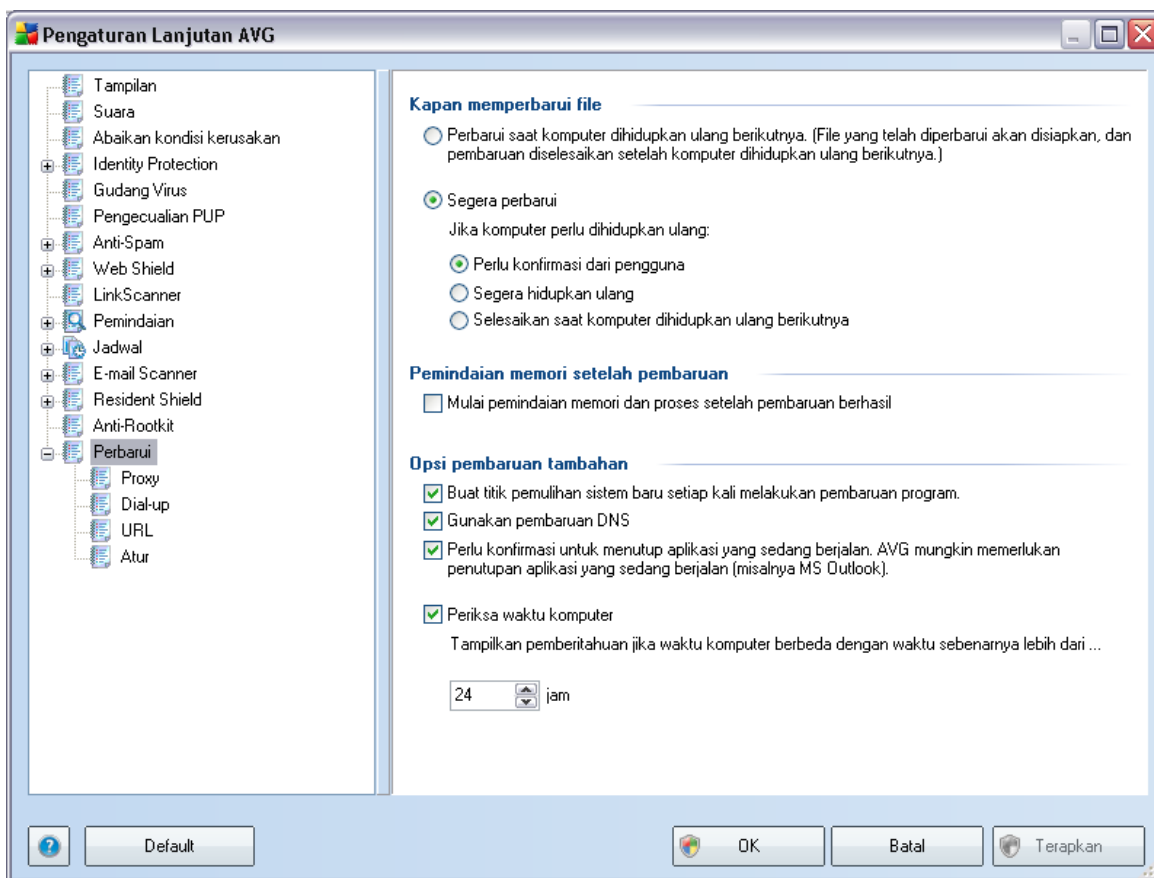 Pengaturan Lanjutan AVG
Tampilan
Suara
Abaikan kondisi kerusakan
Identity Protection
Gudang Virus
Pengecualian PUP
Anti-Spam
Web Shield
LinkScanner
Pemindaian
Jadwal
E-mail Scanner
Resident Shield
Anti-Rootkit
Perbarui
Proxy
Dial-up
URL
Atur
Kapan memperbarui file
Perbarui saat komputer dihidupkan ulang berikutnya. (File yang telah diperbarui akan disiapkan, dan
pembaruan diselesaikan setelah komputer dihidupkan ulang berikutnya.)
Segera perbarui
Jika komputer perlu dihidupkan ulang:
Perlu konfirmasi dari pengguna
Segera hidupkan ulang
Selesaikan saat komputer dihidupkan ulang berikutnya
Pemindaian memori setelah pembaruan
Mulai pemindaian memori dan proses setelah pembaruan berhasil
Opsi pembaruan tambahan
Buat titik pemulihan sistem baru setiap kali melakukan pembaruan program.
Gunakan pembaruan DNS
Perlu konfirmasi untuk menutup aplikasi yang sedang berjalan. AVG mungkin memerlukan
penutupan aplikasi yang sedang berjalan (misalnya MS Outlook).
Periksa waktu komputer
Tampilkan pemberitahuan jika waktu komputer berbeda dengan waktu sebenarnya lebih dari ...
24 jam
? Default OK Batal Terapkan